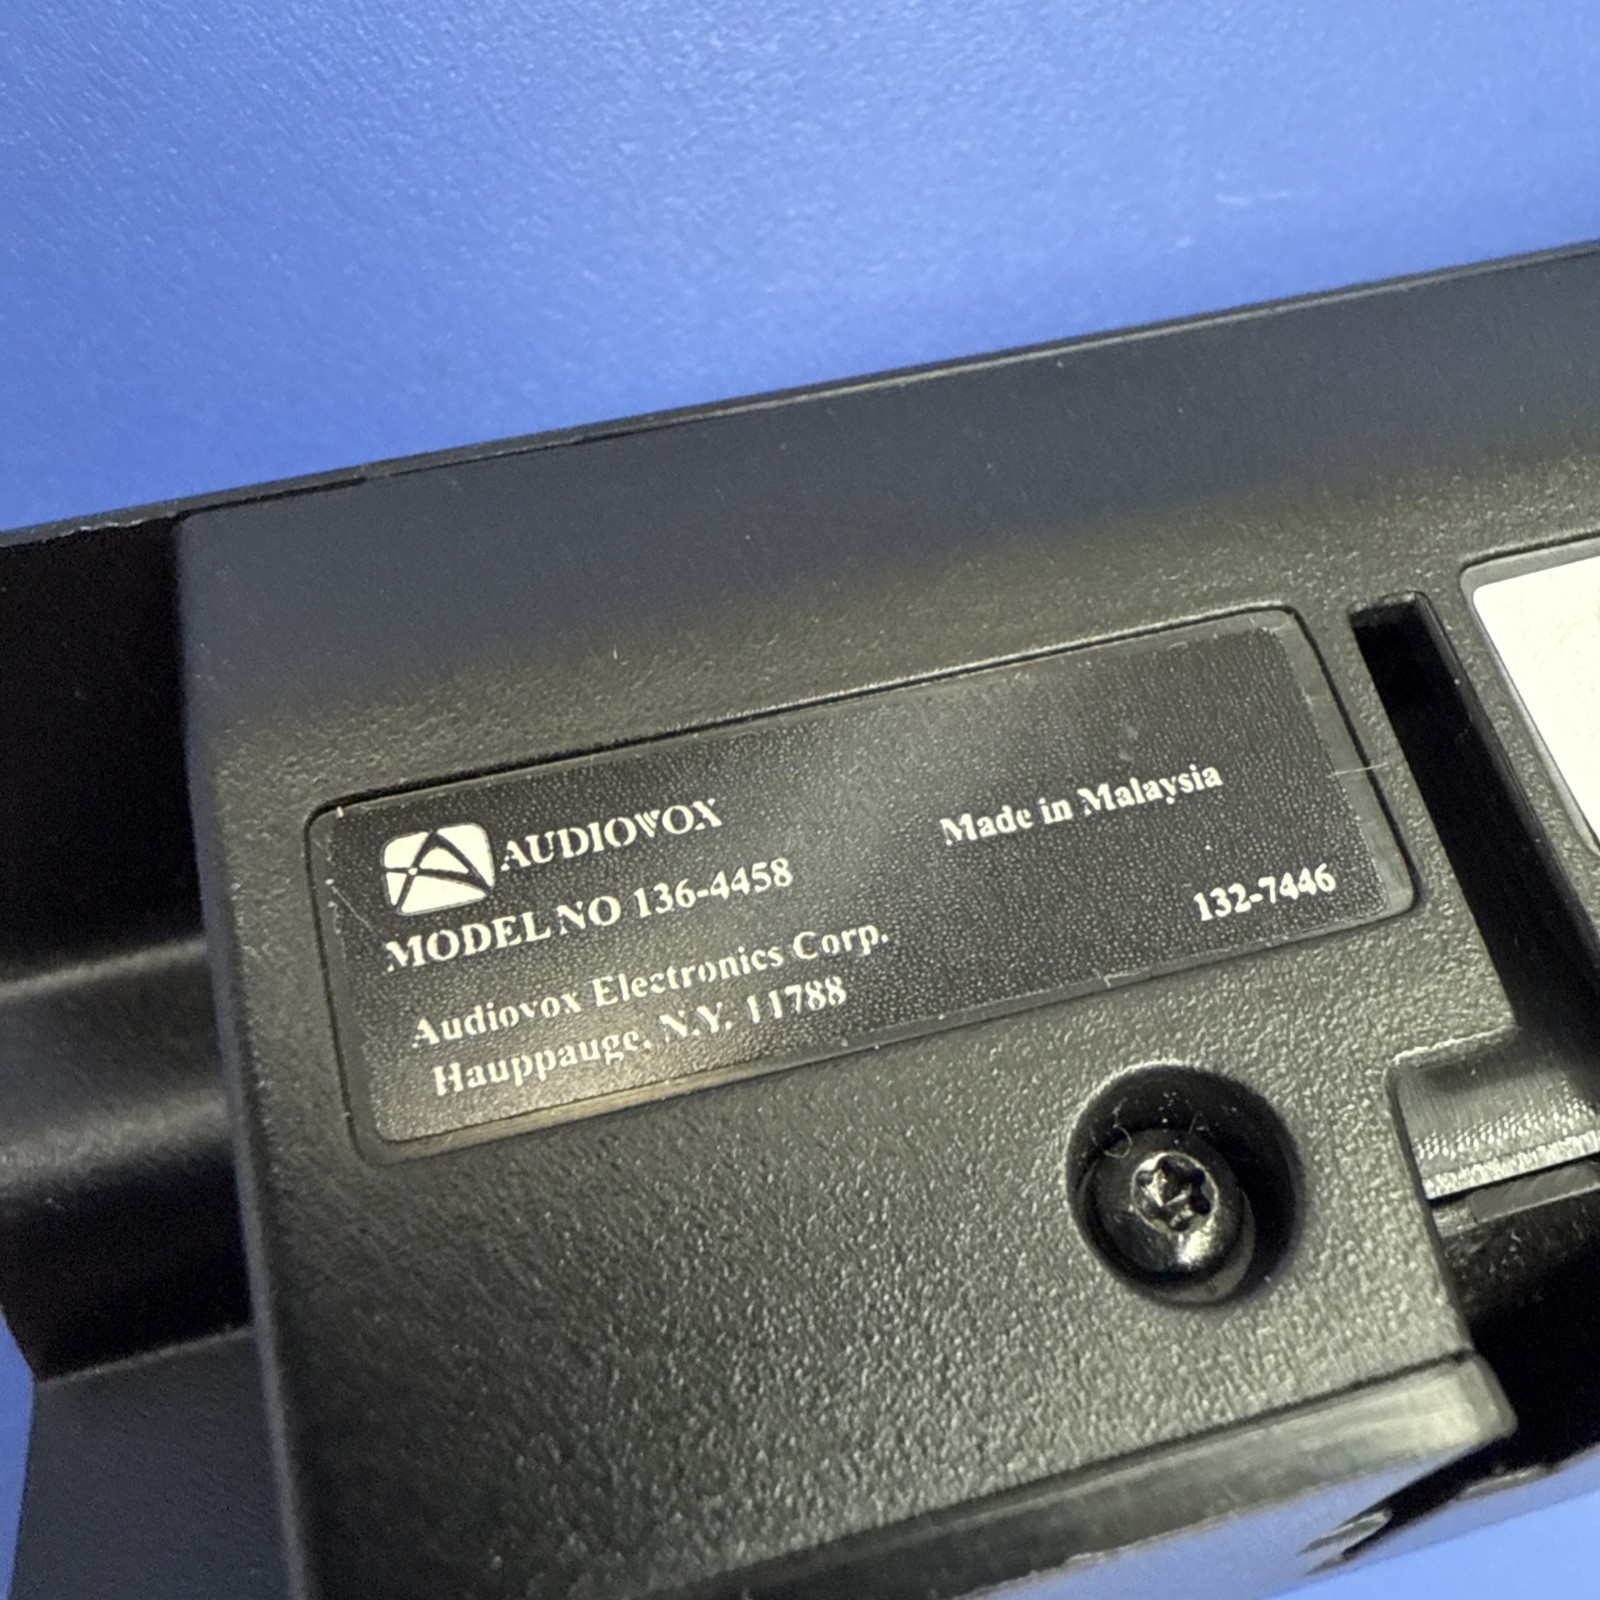 AUDIOVOX
MODEL NO 136-4458
Audiovox Electronics Corp.
Hauppauge, N.Y. 11788
Made in Malaysia
132-7446